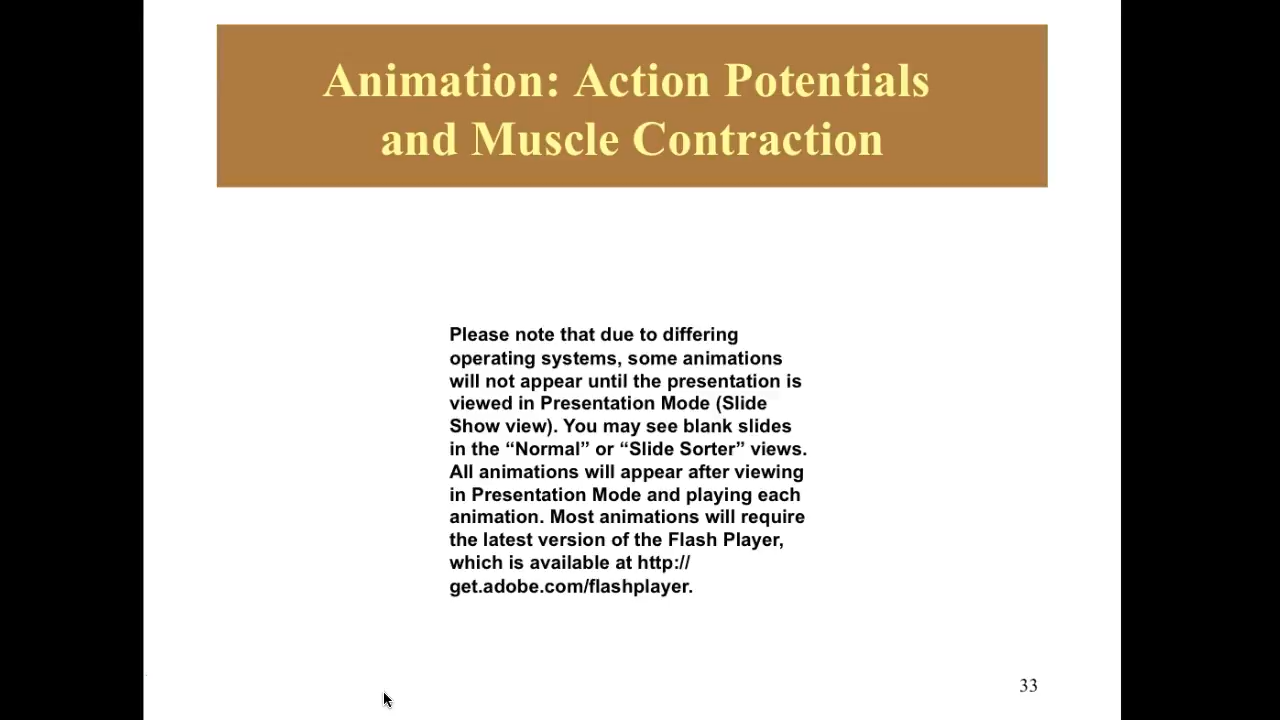 Animation: Action Potentials
and Muscle Contraction
Please note that due to differing
operating systems, some animations
will not appear until the presentation is
viewed in Presentation Mode (Slide
Show view). You may see blank slides
in the “Normal” or “Slide Sorter” views.
All animations will appear after viewing
in Presentation Mode and playing each
animation. Most animations will require
the latest version of the Flash Player,
which is available at http://
get.adobe.com/flashplayer.
33